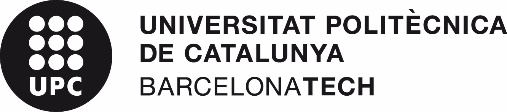 UPC
UNIVERSITAT POLITÈCNICA
DE CATALUNYA
BARCELONATECH